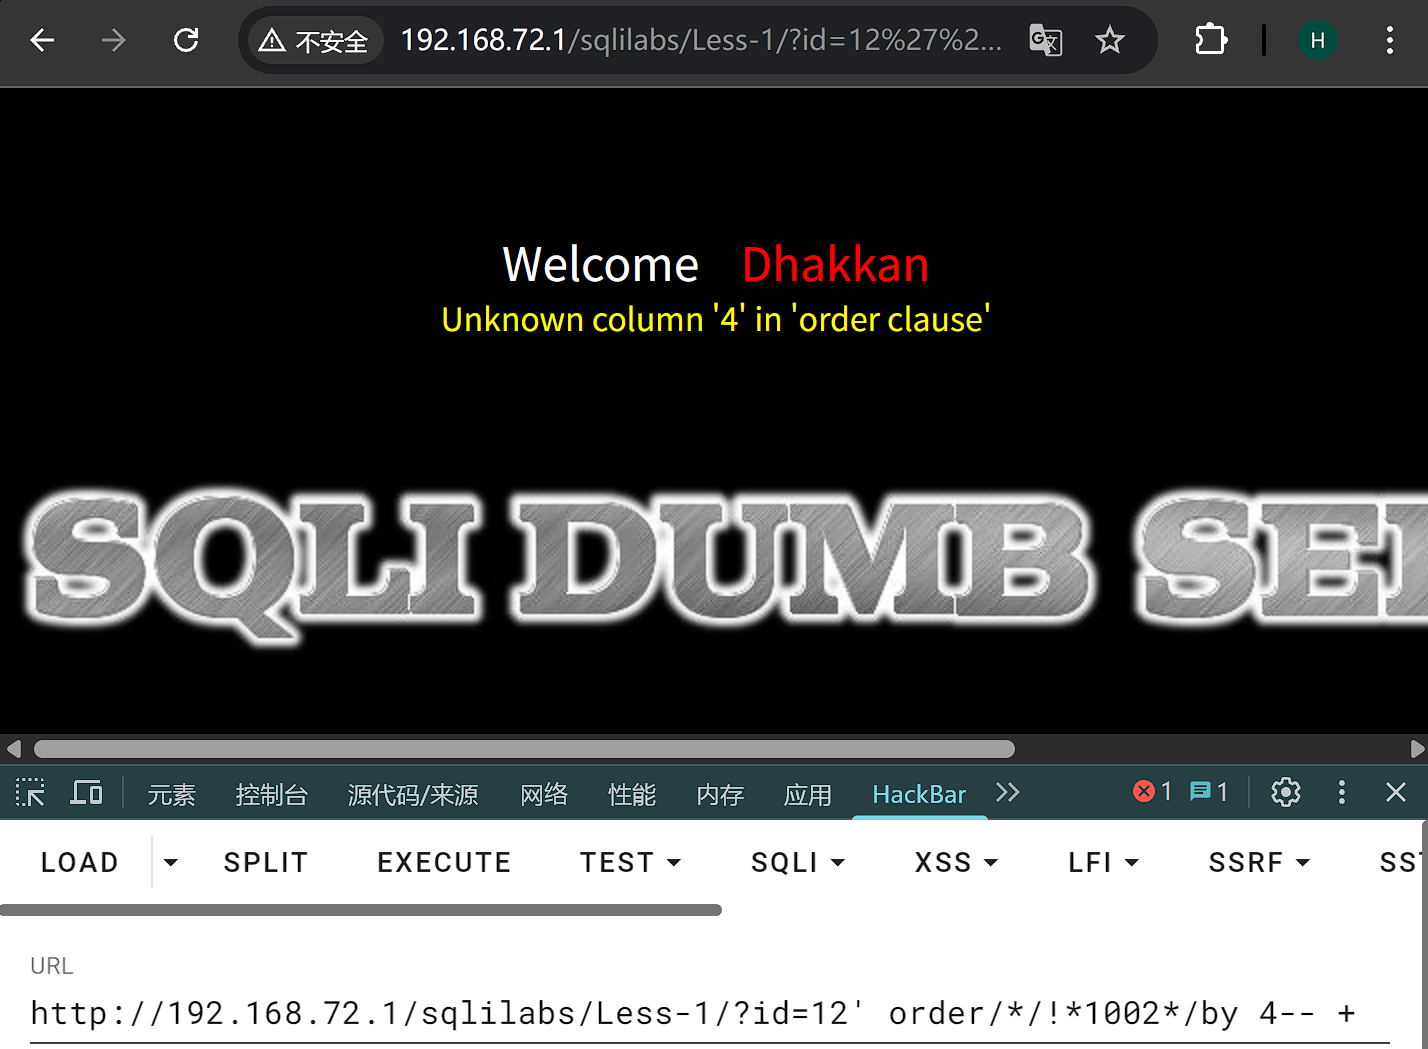 不安全 192.168.72.1/sqlilabs/Less-1/?id=12%27%2... H
Welcome Dhakkan
Unknown column '4' in 'order clause'
SQLI DUMB SE
元素 控制台 源代码/来源 网络 性能 内存 应用 HackBar 1 1
LOAD SPLIT EXECUTE TEST SQLI XSS LFI SSRF SST
URL
http://192.168.72.1/sqlilabs/Less-1/?id=12' order/*/!*1002*/by 4-- +